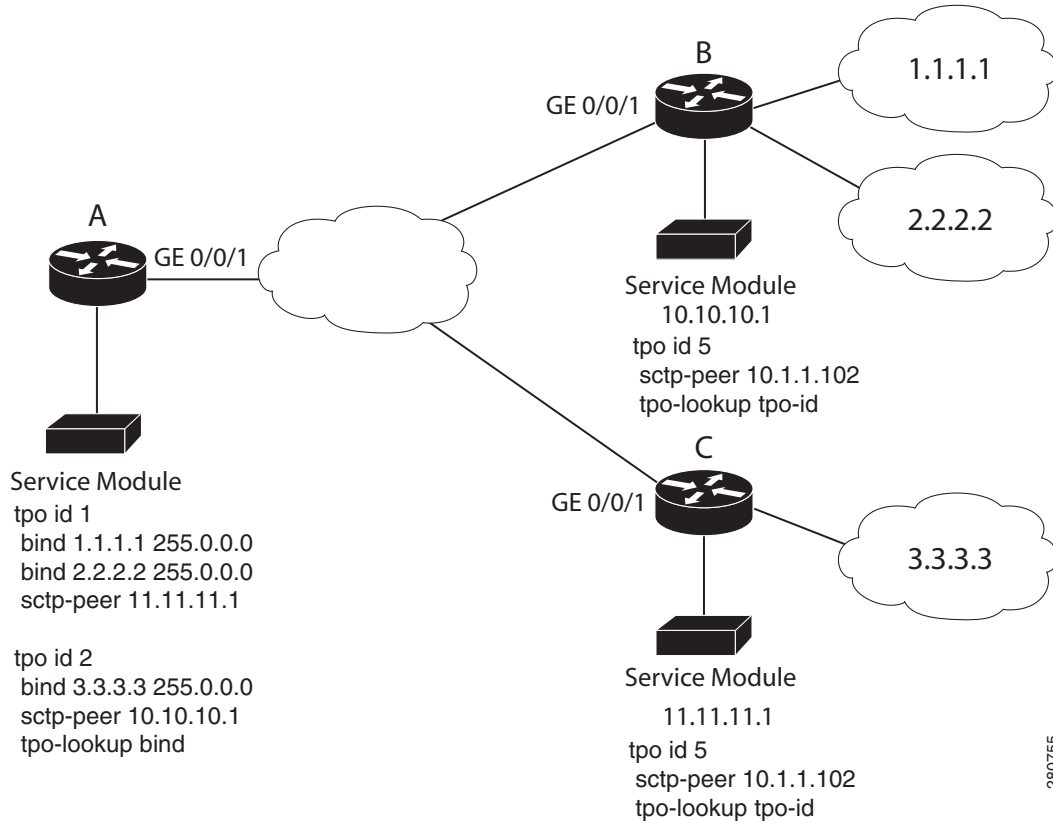 B
1.1.1.1
GE 0/0/1
2.2.2.2
A
GE 0/0/1
Service Module
10.10.10.1
tpo id 5
sctp-peer 10.1.1.102
tpo-lookup tpo-id
Service Module
tpo id 1
bind 1.1.1.1 255.0.0.0
bind 2.2.2.2 255.0.0.0
sctp-peer 11.11.11.1
tpo id 2
bind 3.3.3.3 255.0.0.0
sctp-peer 10.10.10.1
tpo-lookup bind
C
GE 0/0/1
3.3.3.3
Service Module
11.11.11.1
tpo id 5
sctp-peer 10.1.1.102
tpo-lookup tpo-id
280755